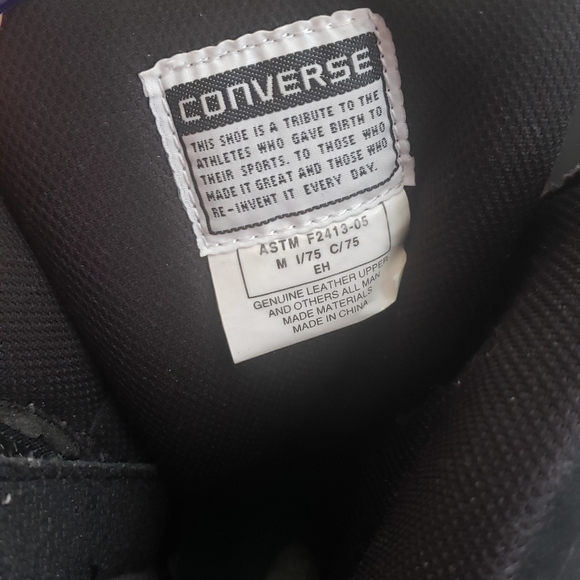 CONVERSE
THIS SHOE IS A TRIBUTE TO THE
ATHLETES WHO GAVE BIRTH TO
THEIR SPORTS. TO THOSE WHO
MADE IT GREAT AND THOSE WHO
RE-INVENT IT EVERY DAY.
ASTM F2413-05
M I/75 C/75
EH
GENUINE LEATHER UPPER
AND OTHERS ALL MAN
MADE MATERIALS
MADE IN CHINA